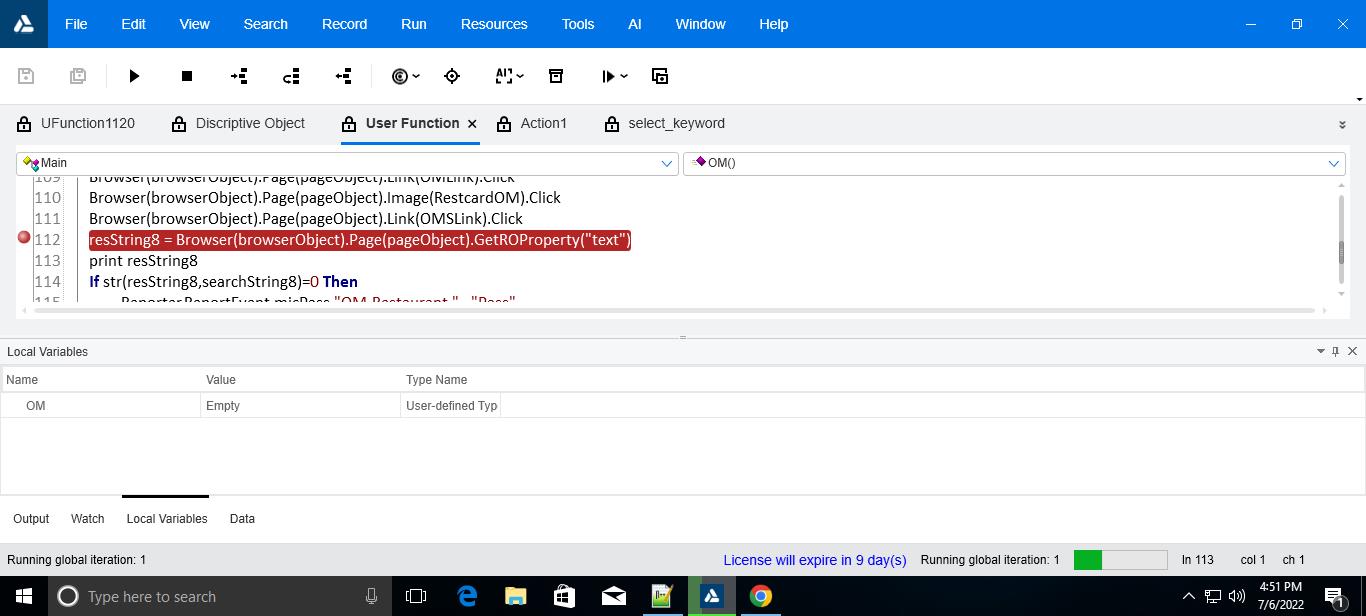 File Edit View Search Record Run Resources Tools AI Window Help
AI
UFunction1120 Discriptive Object User Function Action1 select_keyword
Main OM()
109 Browser(browserObject).Page(pageObject).Link(OMLink).Click
110 Browser(browserObject).Page(pageObject).Image(RestcardOM).Click
111 Browser(browserObject).Page(pageObject).Link(OMSLink).Click
112 resString8 = Browser(browserObject).Page(pageObject).GetROProperty("text")
113 print resString8
114 If str(resString8,searchString8)=0 Then
115 Reporter.ReportEvent micPass,"OM-Restaurant ", "Pass"
Local Variables
Name Value Type Name
OM Empty User-defined Typ
Output Watch Local Variables Data
Running global iteration: 1 License will expire in 9 day(s) Running global iteration: 1 ln 113 col 1 ch 1
Type here to search 4:51 PM
7/6/2022 1